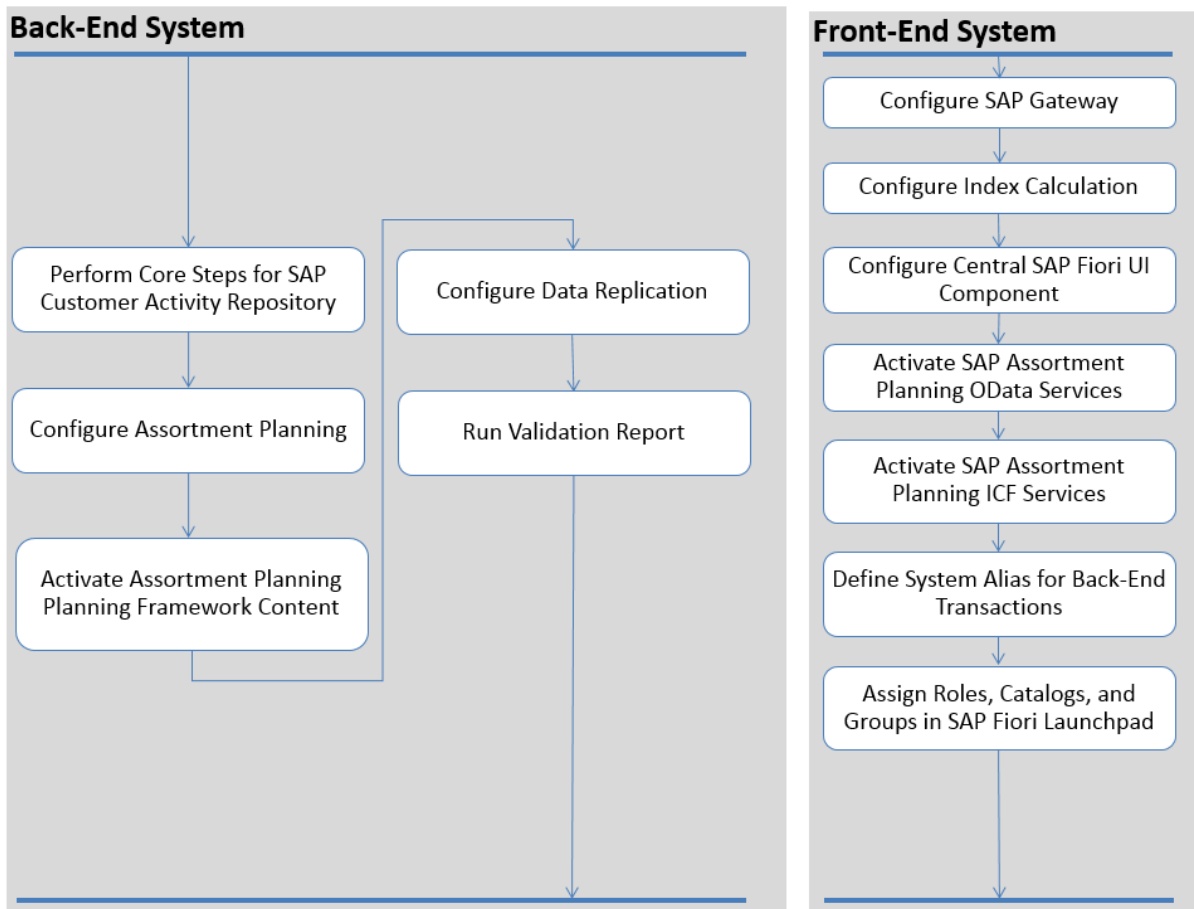 Back-End System
Perform Core Steps for SAP
Customer Activity Repository
Configure Assortment Planning
Activate Assortment Planning
Planning Framework Content
Configure Data Replication
Run Validation Report
Front-End System
Configure SAP Gateway
Configure Index Calculation
Configure Central SAP Fiori UI
Component
Activate SAP Assortment
Planning OData Services
Activate SAP Assortment
Planning ICF Services
Define System Alias for Back-End
Transactions
Assign Roles, Catalogs, and
Groups in SAP Fiori Launchpad